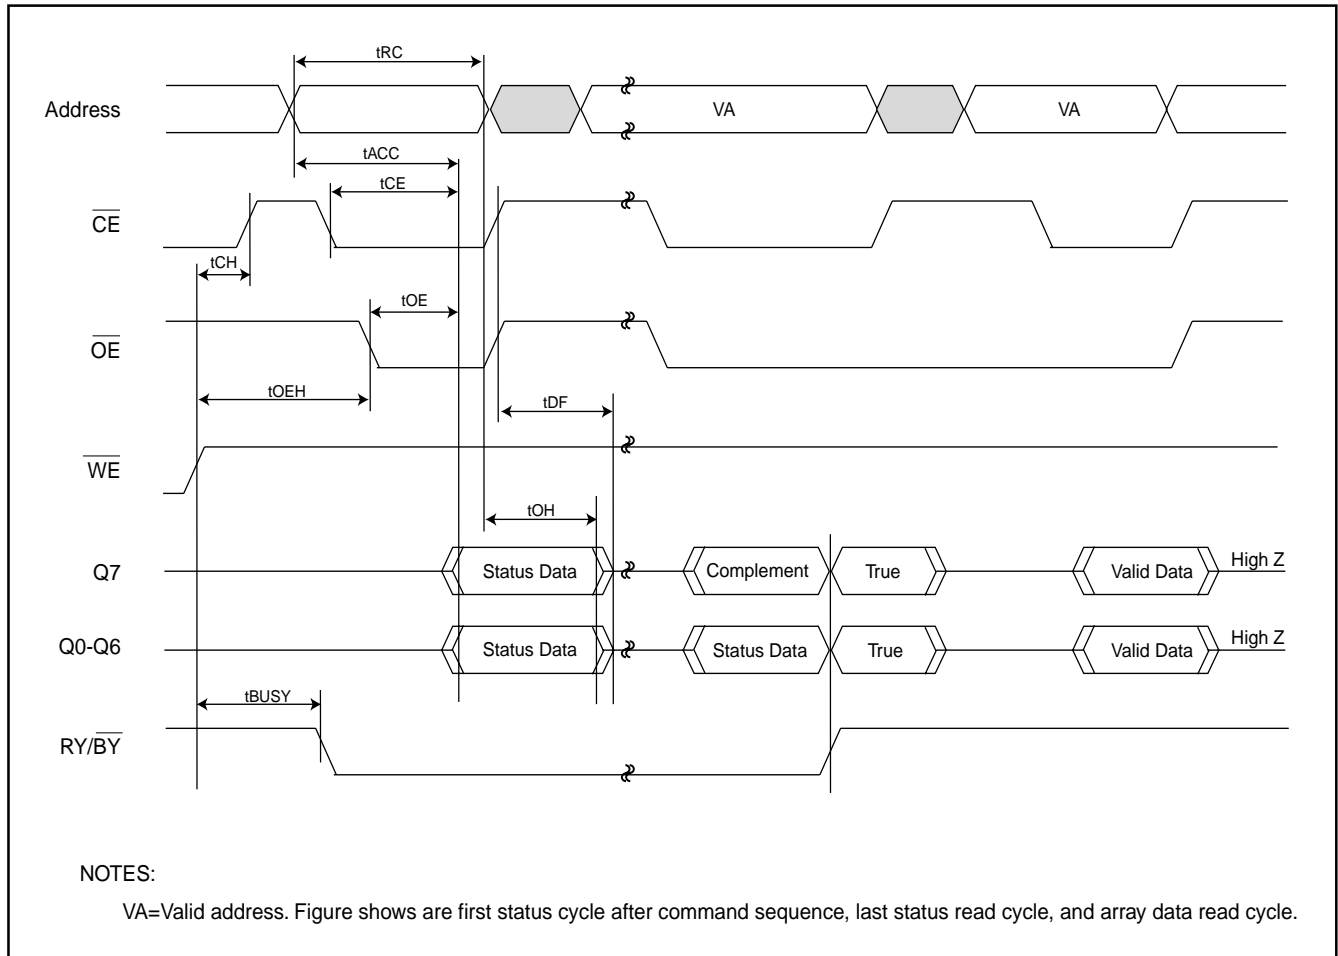 tRC
Address VA VA
tACC
tCE
CE
tCH
tOE
OE
tOEH
tDF
WE
tOH
Q7 Status Data Complement True Valid Data High Z
Q0-Q6 Status Data Status Data True Valid Data High Z
tBUSY
RY/BY
NOTES:
VA=Valid address. Figure shows are first status cycle after command sequence, last status read cycle, and array data read cycle.